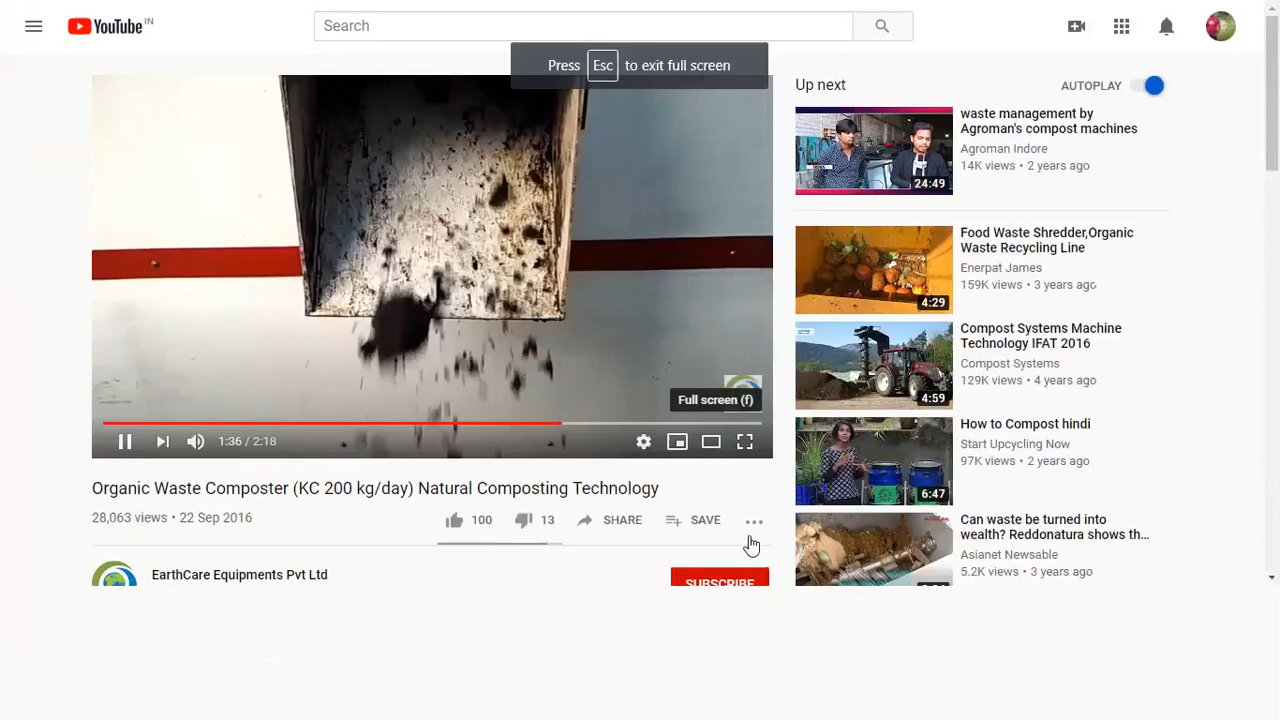 YouTube IN
Search
Press Esc to exit full screen
Full screen (f)
1:36 / 2:18
Organic Waste Composter (KC 200 kg/day) Natural Composting Technology
28,063 views • 22 Sep 2016
100 13 SHARE SAVE
EarthCare Equipments Pvt Ltd
SUBSCRIBE
Up next
AUTOPLAY
24:49
waste management by
Agroman's compost machines
Agroman Indore
14K views • 2 years ago
4:29
Food Waste Shredder,Organic
Waste Recycling Line
Enerpat James
159K views • 3 years ago
4:59
Compost Systems Machine
Technology IFAT 2016
Compost Systems
129K views • 4 years ago
6:47
How to Compost hindi
Start Upcycling Now
97K views • 2 years ago
Can waste be turned into
wealth? Reddonatura shows th...
Asianet Newsable
5.2K views • 3 years ago